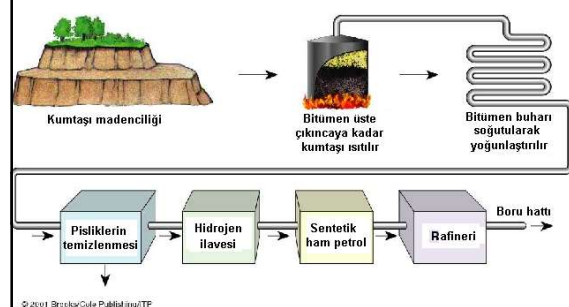 Kumtaşı madenciliği
Bitümen üste
çıkıncaya kadar
kumtaşı ısıtılır
Bitümen buharı
soğutularak
yoğunlaştırılır
Pisliklerin
temizlenmesi
Hidrojen
ilavesi
Sentetik
ham petrol
Rafineri
Boru hattı
© 2001 Brooks/Cole Publishing/ITP